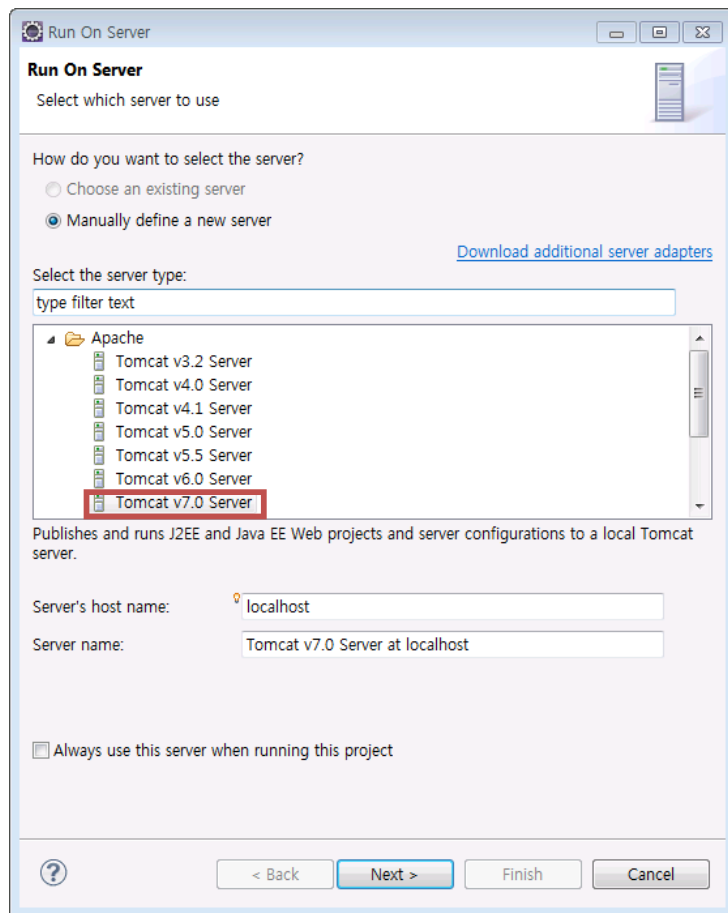 Run On Server
Run On Server
Select which server to use
How do you want to select the server?
Choose an existing server
Manually define a new server
Download additional server adapters
Select the server type:
type filter text
Apache
Tomcat v3.2 Server
Tomcat v4.0 Server
Tomcat v4.1 Server
Tomcat v5.0 Server
Tomcat v5.5 Server
Tomcat v6.0 Server
Tomcat v7.0 Server
Publishes and runs J2EE and Java EE Web projects and server configurations to a local Tomcat
server.
Server's host name: localhost
Server name: Tomcat v7.0 Server at localhost
Always use this server when running this project
? < Back Next > Finish Cancel